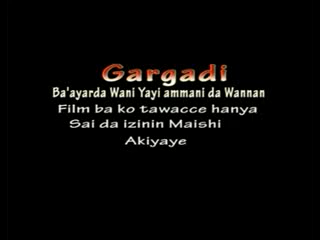 Gargadi
Ba'ayarda Wani Yayi ammani da Wannan
Film ba ko tawacce hanya
Sai da izinin Maishi
Akiyaye